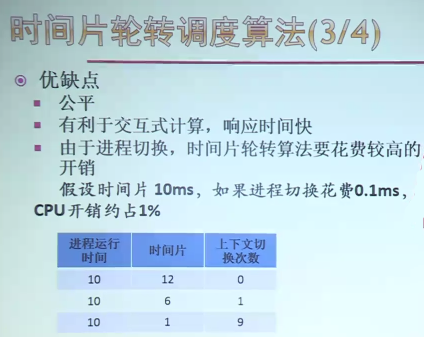 时间片轮转调度算法(3/4)
优缺点
公平
有利于交互式计算，响应时间快
由于进程切换，时间片轮转算法要花费较高的
开销
假设时间片 10ms，如果进程切换花费0.1ms，
CPU开销约占1%
进程运行时间 时间片 上下文切换次数
10 12 0
10 6 1
10 1 9